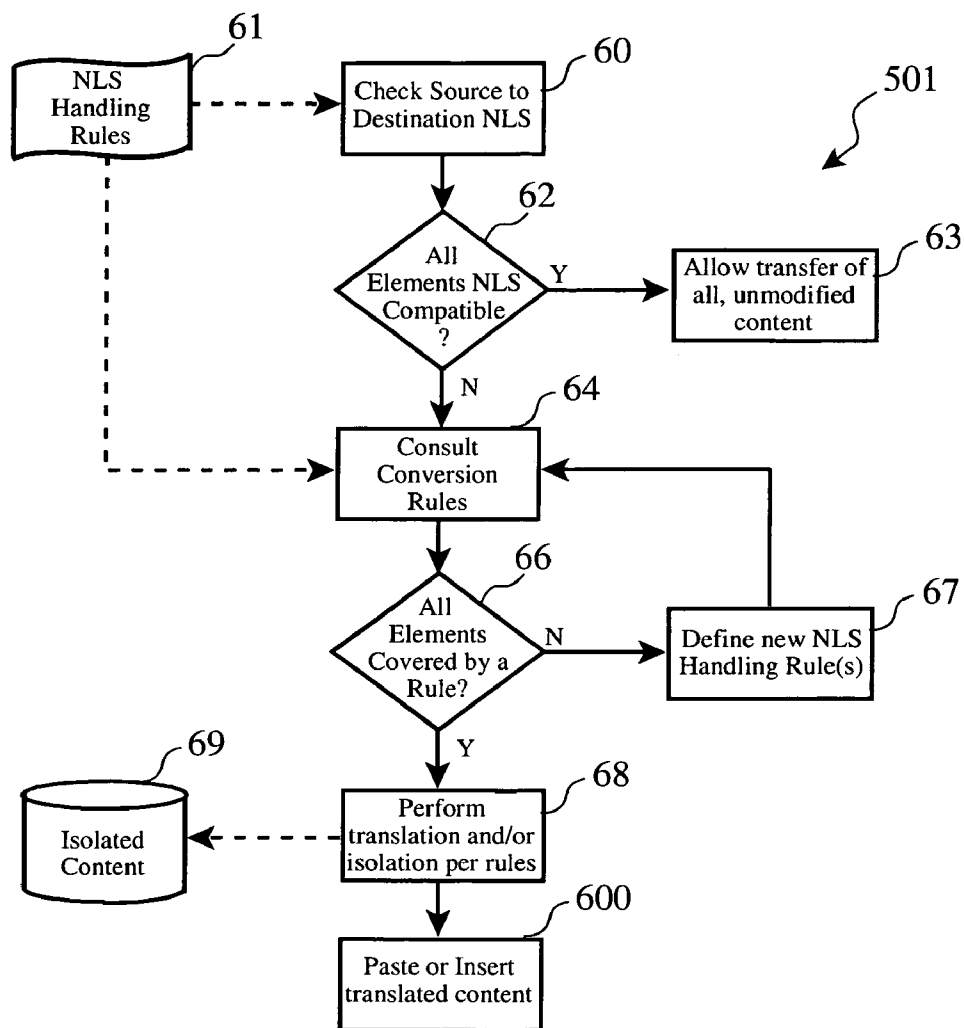 61
NLS
Handling
Rules
60
Check Source to
Destination NLS
501
62
All
Elements NLS
Compatible
?
Y
N
63
Allow transfer of
all, unmodified
content
64
Consult
Conversion
Rules
66
All
Elements
Covered by a
Rule?
N
Y
67
Define new NLS
Handling Rule(s)
69
Isolated
Content
68
Perform
translation and/or
isolation per rules
600
Paste or Insert
translated content